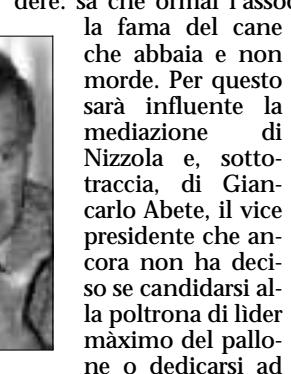 dere: sa che ormai l'assoc
la fama del cane
che abbaia e non
morde. Per questo
sarà influente la
mediazione di
Nizzola e, sotto-
traccia, di Gian-
carlo Abete, il vice
presidente che an-
cora non ha deci-
so se candidarsi al-
la poltrona di lìder
màximo del pallo-
ne o dedicarsi ad